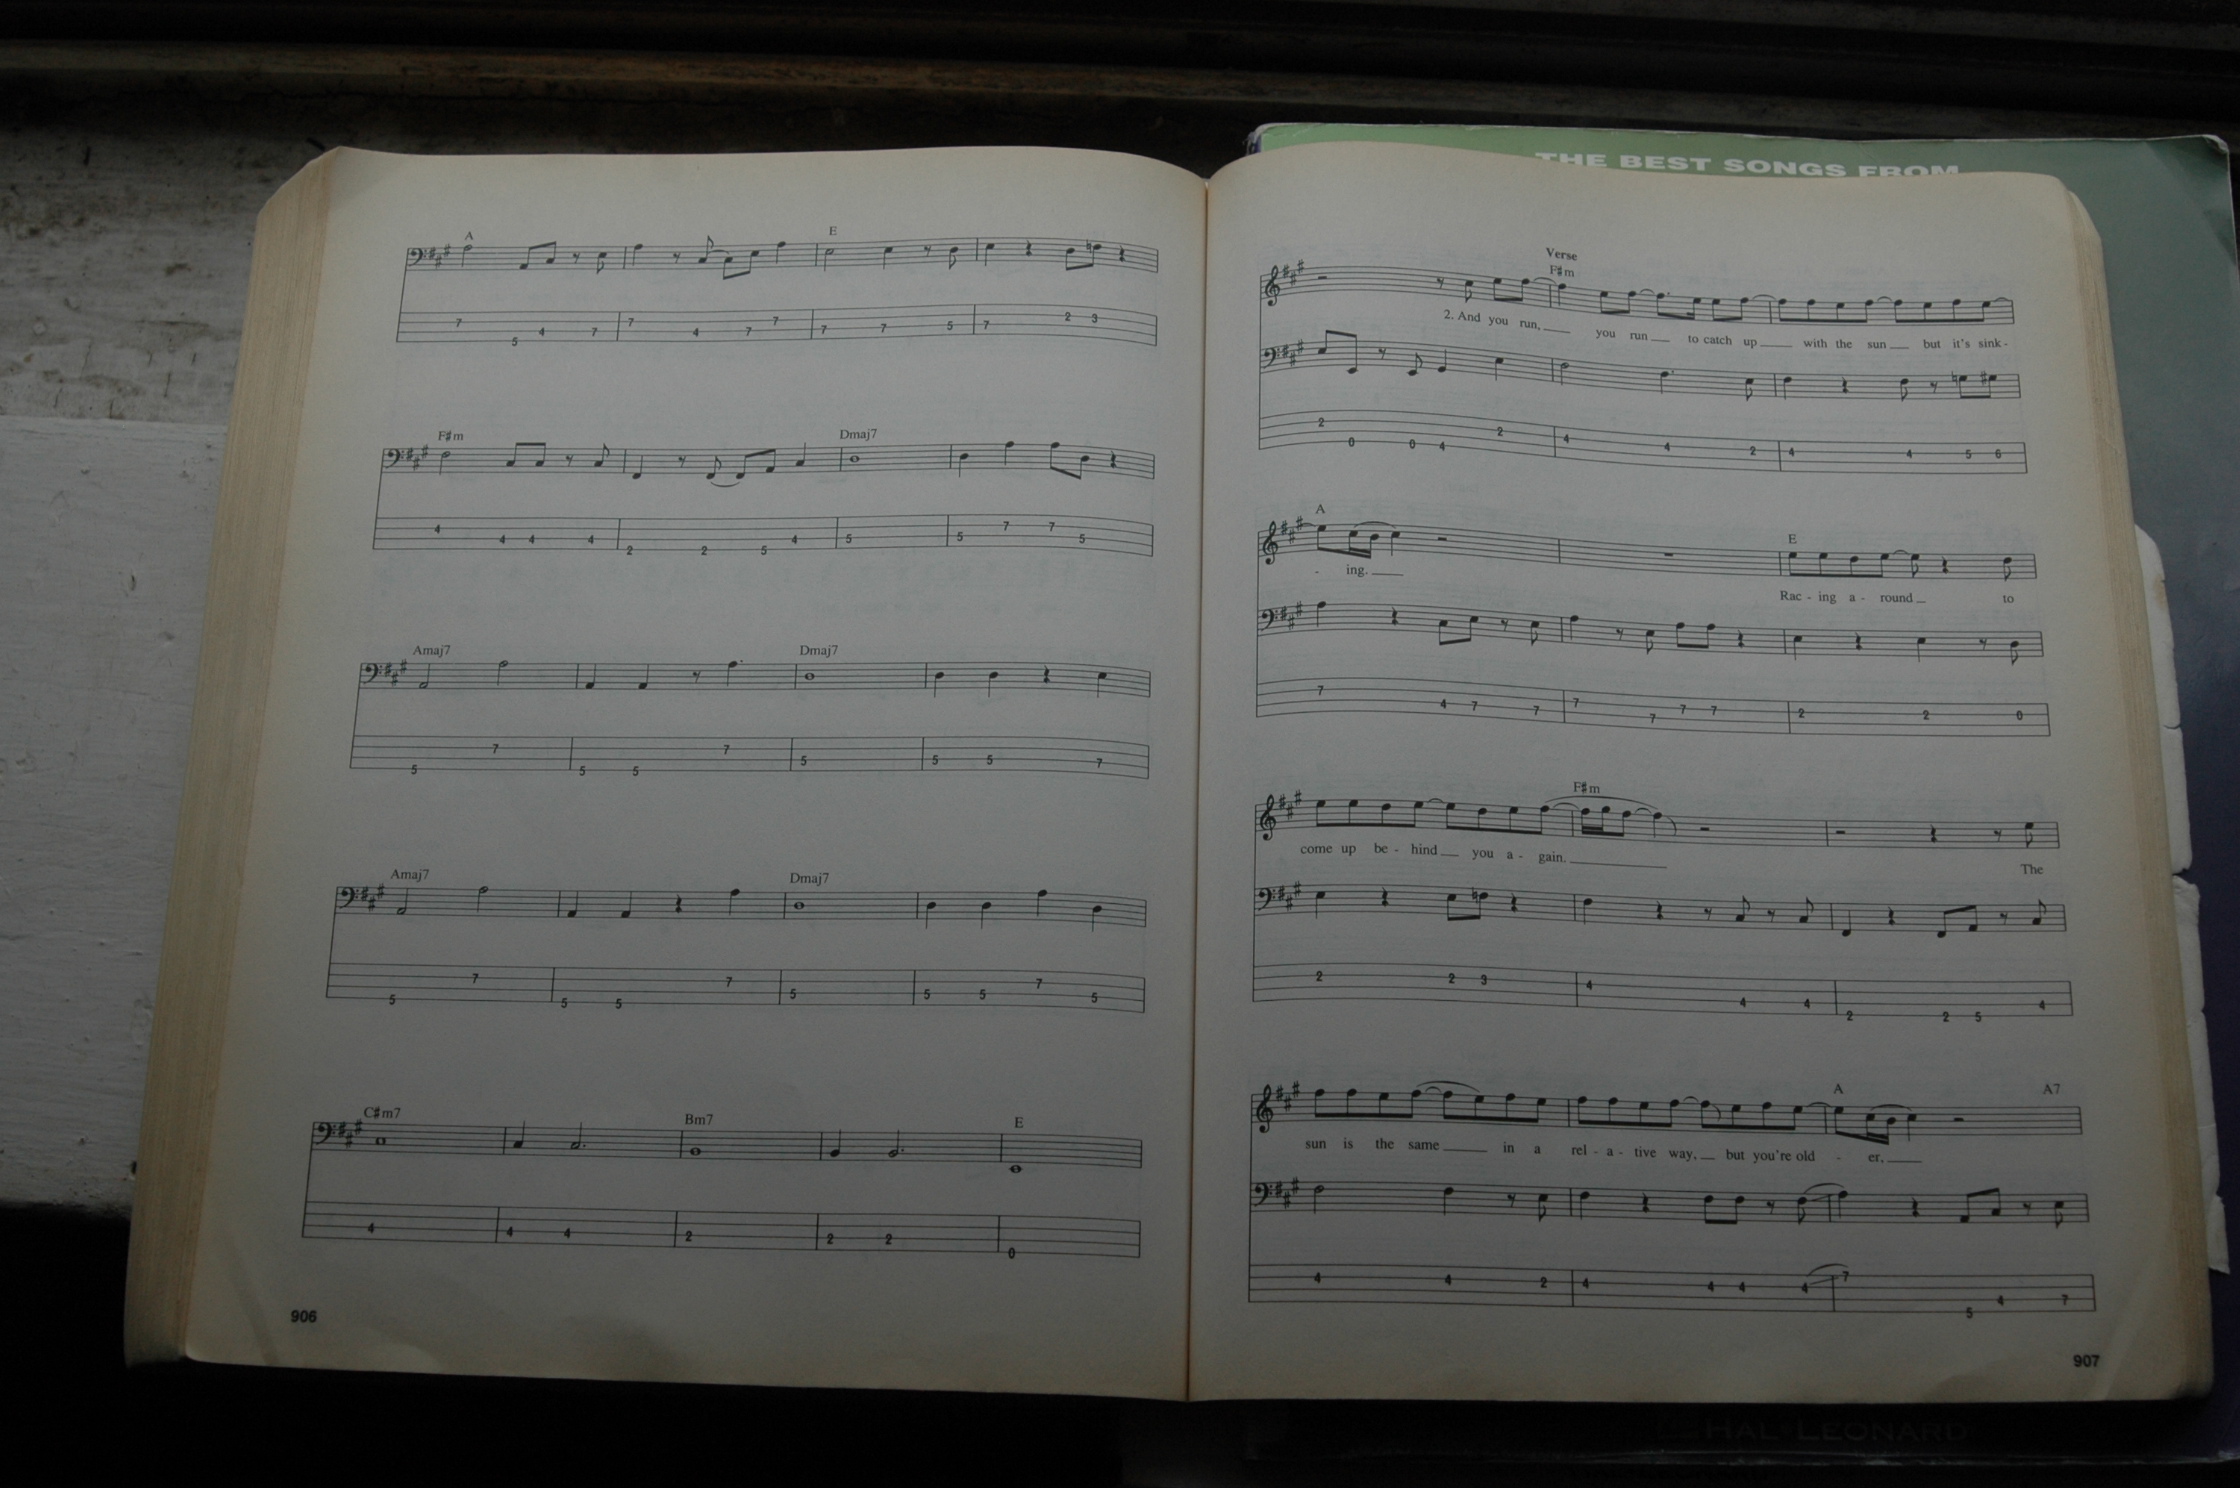 THE BEST SONGS FROM
A E
7 5 4 7 7 4 7 7 7 7 5 7 2 3
F♯m Dmaj7
4 4 4 4 2 2 5 4 5 5 7 7 5
Amaj7 Dmaj7
5 7 5 5 7 5 5 5 7
Amaj7 Dmaj7
5 7 5 5 7 5 5 5 7 5
C♯m7 Bm7 E
4 4 4 2 2 2 0
906
Verse
F♯m
2. And you run, you run to catch up with the sun but it's sink-
2 0 0 4 2 4 4 2 4 4 5 6
A E
- ing. Rac - ing a - round to
7 4 7 7 7 7 7 7 2 2 0
F♯m
come up be - hind you a - gain. The
2 2 3 4 4 4 2 2 5 4
A A7
sun is the same in a rel - a - tive way, but you're old - er,
4 4 2 4 4 4 4 7 5 4 7
907
HAL•LEONARD